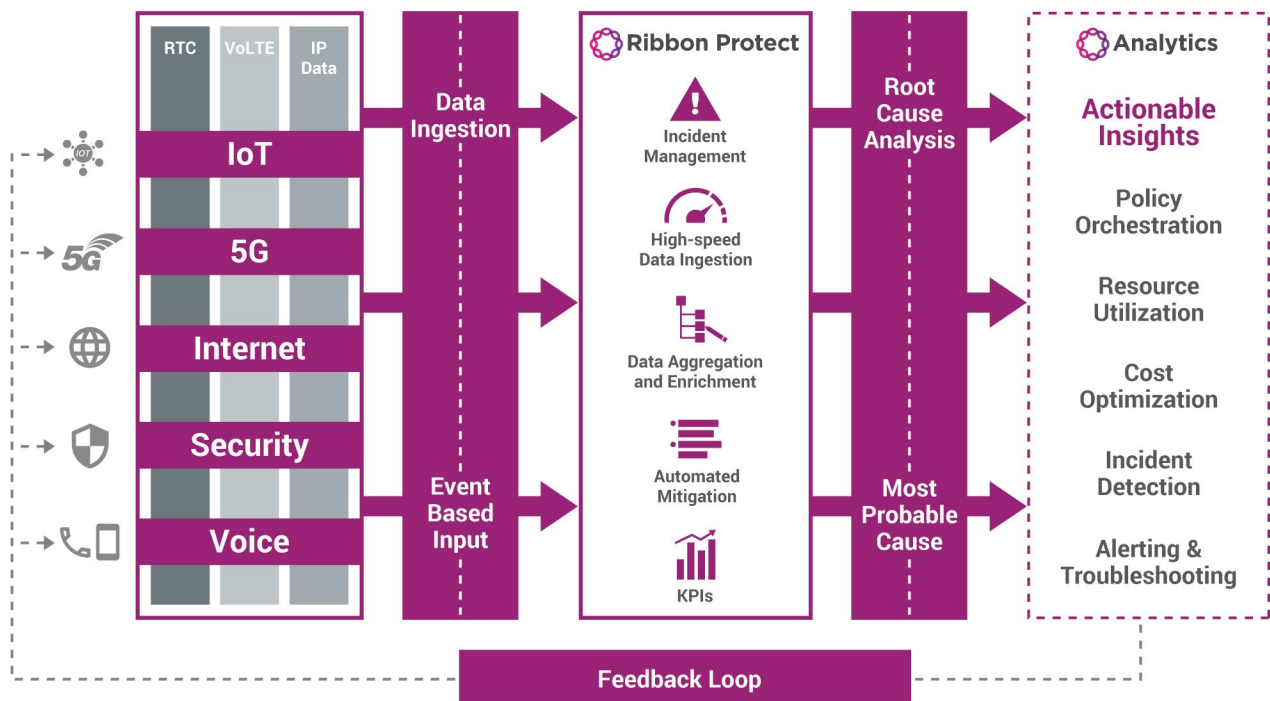 RTC
VoLTE
IP
Data
IOT
IoT
5G
5G
Internet
Security
Voice
Data
Ingestion
Event
Based
Input
Ribbon Protect
Incident
Management
High-speed
Data Ingestion
Data Aggregation
and Enrichment
Automated
Mitigation
KPIs
Root
Cause
Analysis
Most
Probable
Cause
Analytics
Actionable
Insights
Policy
Orchestration
Resource
Utilization
Cost
Optimization
Incident
Detection
Alerting &
Troubleshooting
Feedback Loop